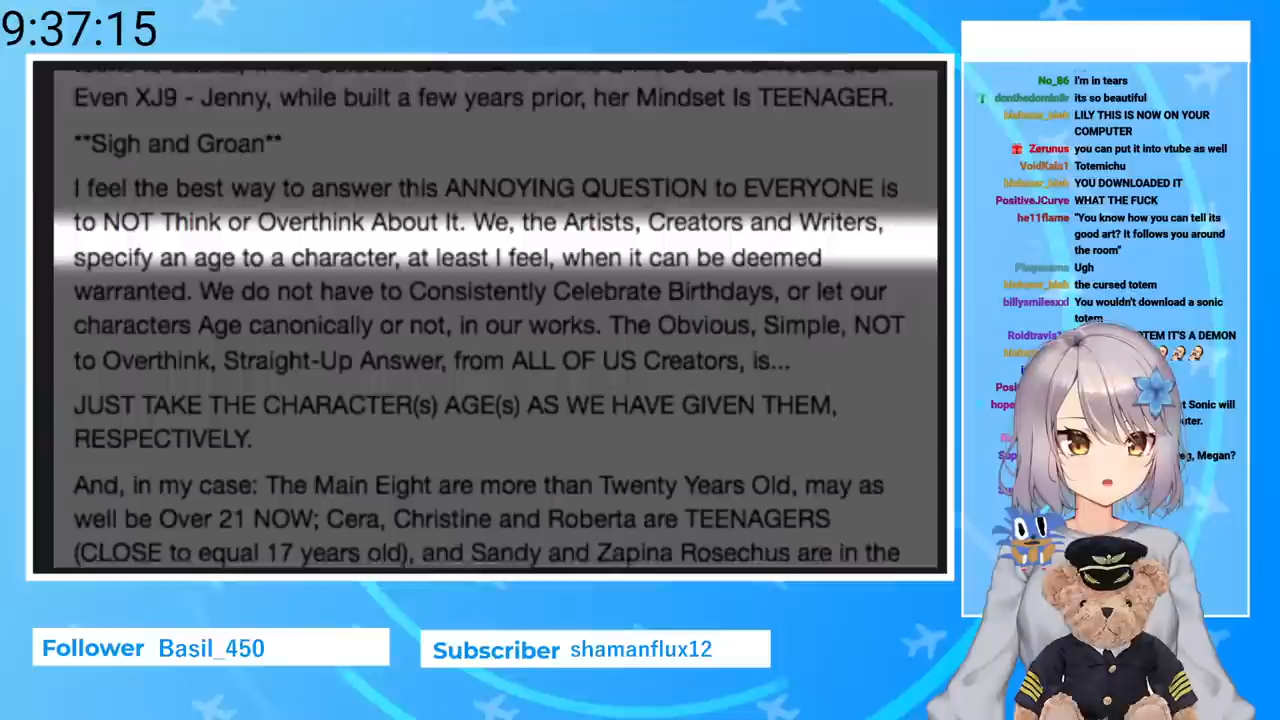 9:37:15
Even XJ9 - Jenny, while built a few years prior, her Mindset Is TEENAGER.
**Sigh and Groan**
I feel the best way to answer this ANNOYING QUESTION to EVERYONE is
to NOT Think or Overthink About It. We, the Artists, Creators and Writers,
specify an age to a character, at least I feel, when it can be deemed
warranted. We do not have to Consistently Celebrate Birthdays, or let our
characters Age canonically or not, in our works. The Obvious, Simple, NOT
to Overthink, Straight-Up Answer, from ALL OF US Creators, is...
JUST TAKE THE CHARACTER(s) AGE(s) AS WE HAVE GIVEN THEM,
RESPECTIVELY.
And, in my case: The Main Eight are more than Twenty Years Old, may as
well be Over 21 NOW; Cera, Christine and Roberta are TEENAGERS
(CLOSE to equal 17 years old), and Sandy and Zapina Rosechus are in the
No_86 I'm in tears
its so beautiful
LILY THIS IS NOW ON YOUR
COMPUTER
Zerunus you can put it into vtube as well
VoidKain1 Totemichu
YOU DOWNLOADED IT
PositiveJCurve WHAT THE FUCK
he11flame "You know how you can tell its
good art? It follows you around
the room"
Ugh
the cursed totem
billysmilesxxl You wouldn't download a sonic
totem
IT'S A DEMON
Sonic will
Megan?
Follower Basil_450
Subscriber shamanflux12